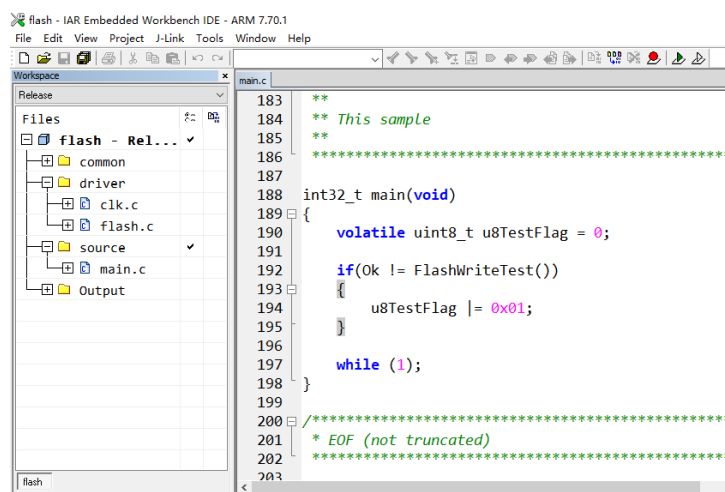 flash - IAR Embedded Workbench IDE - ARM 7.70.1
File Edit View Project J-Link Tools Window Help
Workspace
Release
Files
flash - Rel...
common
driver
clk.c
flash.c
source
main.c
Output
flash
main.c
183 **
184 ** This sample
185 **
186 *************************************************
187
188 int32_t main(void)
189 {
190 volatile uint8_t u8TestFlag = 0;
191
192 if(Ok != FlashWriteTest())
193 {
194 u8TestFlag |= 0x01;
195 }
196
197 while (1);
198 }
199
200 /*************************************************
201 * EOF (not truncated)
202 *************************************************
203